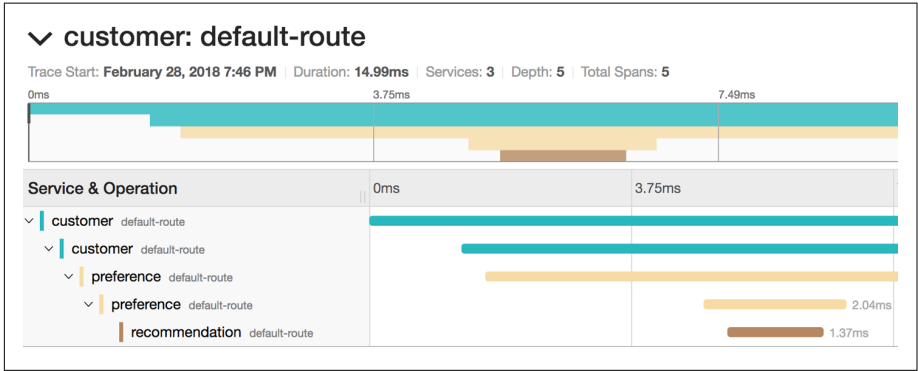 customer: default-route
Trace Start: February 28, 2018 7:46 PM | Duration: 14.99ms | Services: 3 | Depth: 5 | Total Spans: 5
0ms 3.75ms 7.49ms
Service & Operation 0ms 3.75ms
customer default-route
customer default-route
preference default-route
preference default-route 2.04ms
recommendation default-route 1.37ms